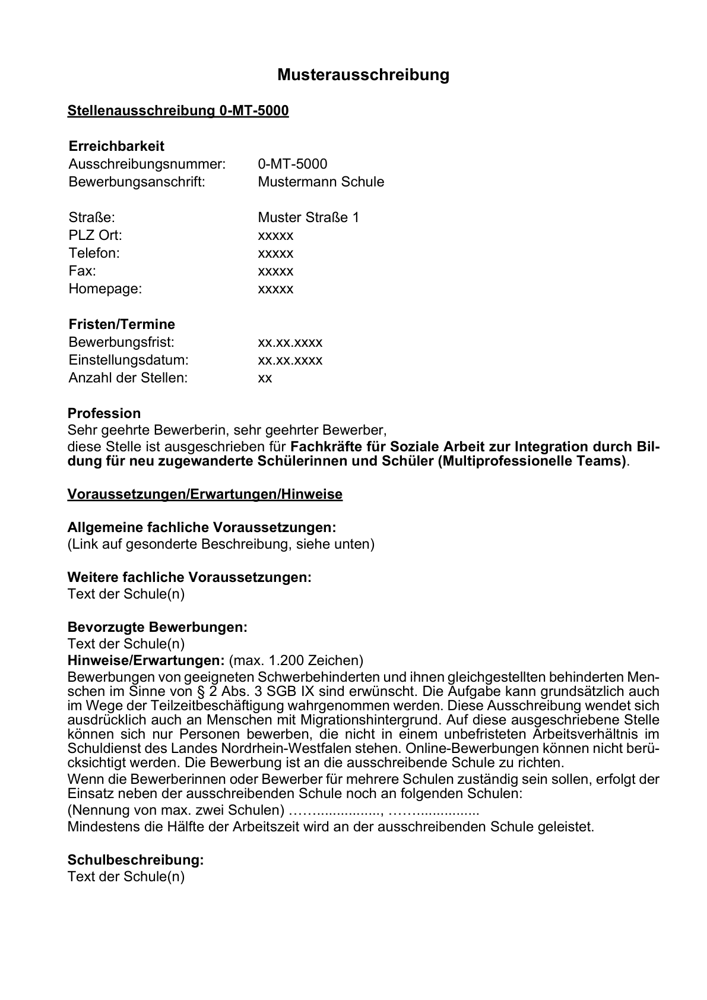 Musterausschreibung
Stellenausschreibung 0-MT-5000
Erreichbarkeit
Ausschreibungsnummer: 0-MT-5000
Bewerbungsanschrift: Mustermann Schule
Straße: Muster Straße 1
PLZ Ort: xxxxx
Telefon: xxxxx
Fax: xxxxx
Homepage: xxxxx
Fristen/Termine
Bewerbungsfrist: xx.xx.xxxx
Einstellungsdatum: xx.xx.xxxx
Anzahl der Stellen: xx
Profession
Sehr geehrte Bewerberin, sehr geehrter Bewerber,
diese Stelle ist ausgeschrieben für Fachkräfte für Soziale Arbeit zur Integration durch Bil-
dung für neu zugewanderte Schülerinnen und Schüler (Multiprofessionelle Teams).
Voraussetzungen/Erwartungen/Hinweise
Allgemeine fachliche Voraussetzungen:
(Link auf gesonderte Beschreibung, siehe unten)
Weitere fachliche Voraussetzungen:
Text der Schule(n)
Bevorzugte Bewerbungen:
Text der Schule(n)
Hinweise/Erwartungen: (max. 1.200 Zeichen)
Bewerbungen von geeigneten Schwerbehinderten und ihnen gleichgestellten behinderten Men-
schen im Sinne von § 2 Abs. 3 SGB IX sind erwünscht. Die Aufgabe kann grundsätzlich auch
im Wege der Teilzeitbeschäftigung wahrgenommen werden. Diese Ausschreibung wendet sich
ausdrücklich auch an Menschen mit Migrationshintergrund. Auf diese ausgeschriebene Stelle
können sich nur Personen bewerben, die nicht in einem unbefristeten Arbeitsverhältnis im
Schuldienst des Landes Nordrhein-Westfalen stehen. Online-Bewerbungen können nicht berü-
cksichtigt werden. Die Bewerbung ist an die ausschreibende Schule zu richten.
Wenn die Bewerberinnen oder Bewerber für mehrere Schulen zuständig sein sollen, erfolgt der
Einsatz neben der ausschreibenden Schule noch an folgenden Schulen:
(Nennung von max. zwei Schulen) ……................, ……...............
Mindestens die Hälfte der Arbeitszeit wird an der ausschreibenden Schule geleistet.
Schulbeschreibung:
Text der Schule(n)